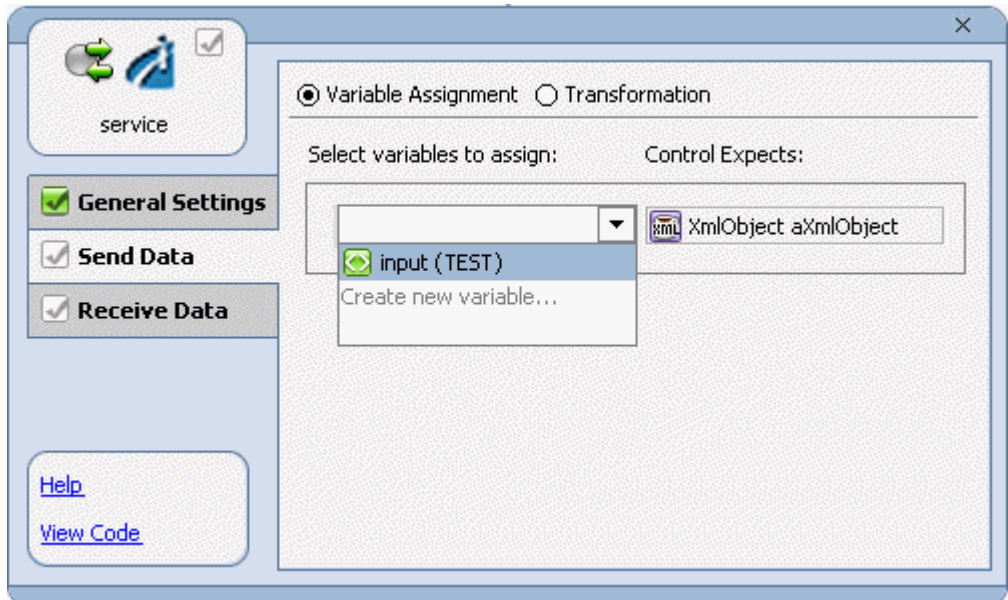 service
General Settings
Send Data
Receive Data
Help
View Code
Variable Assignment Transformation
Select variables to assign: Control Expects:
xml XmlObject aXmlObject
input (TEST)
Create new variable...